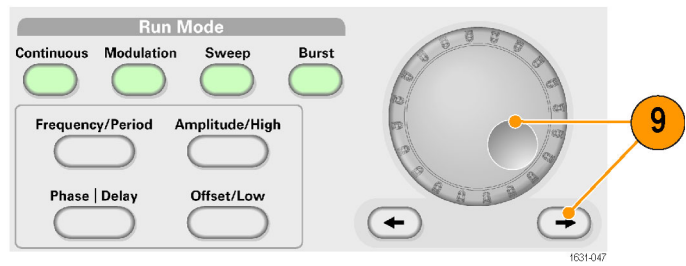 Run Mode
Continuous Modulation Sweep Burst
Frequency/Period Amplitude/High
Phase | Delay Offset/Low
9
1631-047